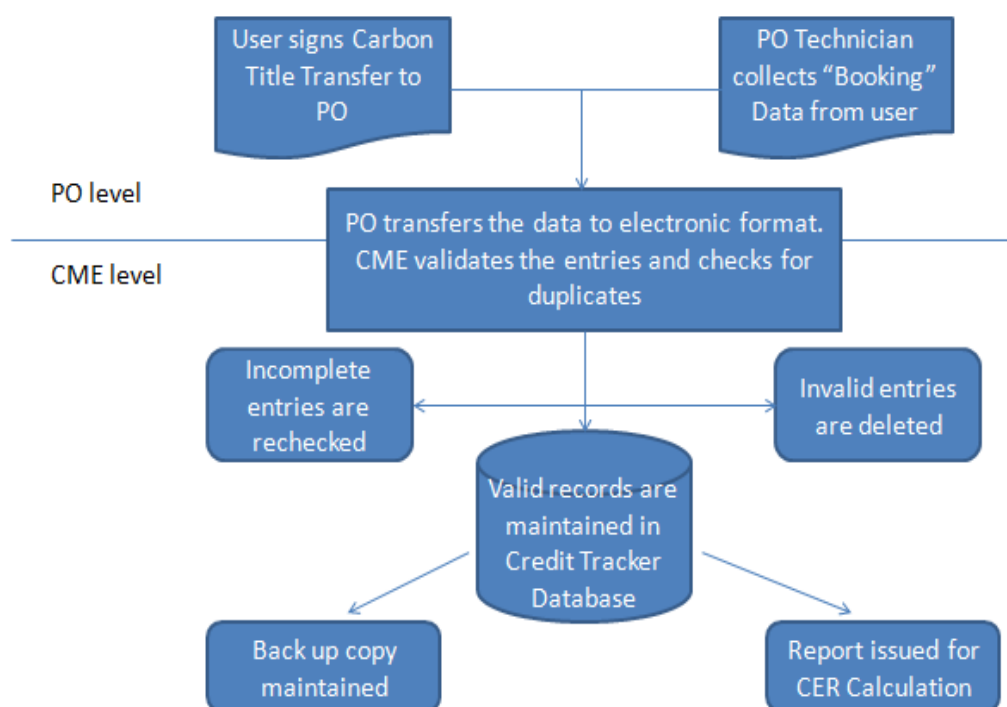 User signs Carbon
Title Transfer to
PO
PO Technician
collects “Booking”
Data from user
PO level
PO transfers the data to electronic format.
CME validates the entries and checks for
duplicates
CME level
Incomplete
entries are
rechecked
Invalid entries
are deleted
Valid records are
maintained in
Credit Tracker
Database
Back up copy
maintained
Report issued for
CER Calculation